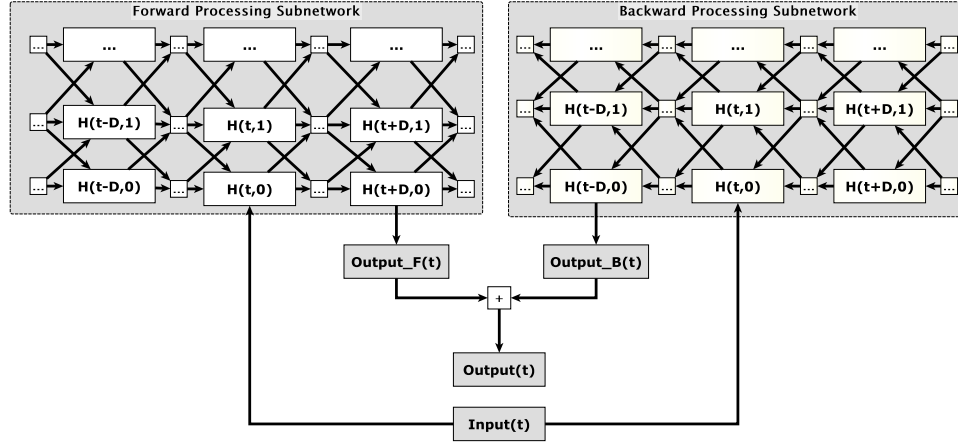 Forward Processing Subnetwork
Backward Processing Subnetwork
... ... ... ... ... ... ...
... ... ... ... ... ... ...
... H(t-D,1) ... H(t,1) ... H(t+D,1) ...
... H(t-D,1) ... H(t,1) ... H(t+D,1) ...
... H(t-D,0) ... H(t,0) ... H(t+D,0) ...
... H(t-D,0) ... H(t,0) ... H(t+D,0) ...
Output_F(t)
Output_B(t)
+
Output(t)
Input(t)